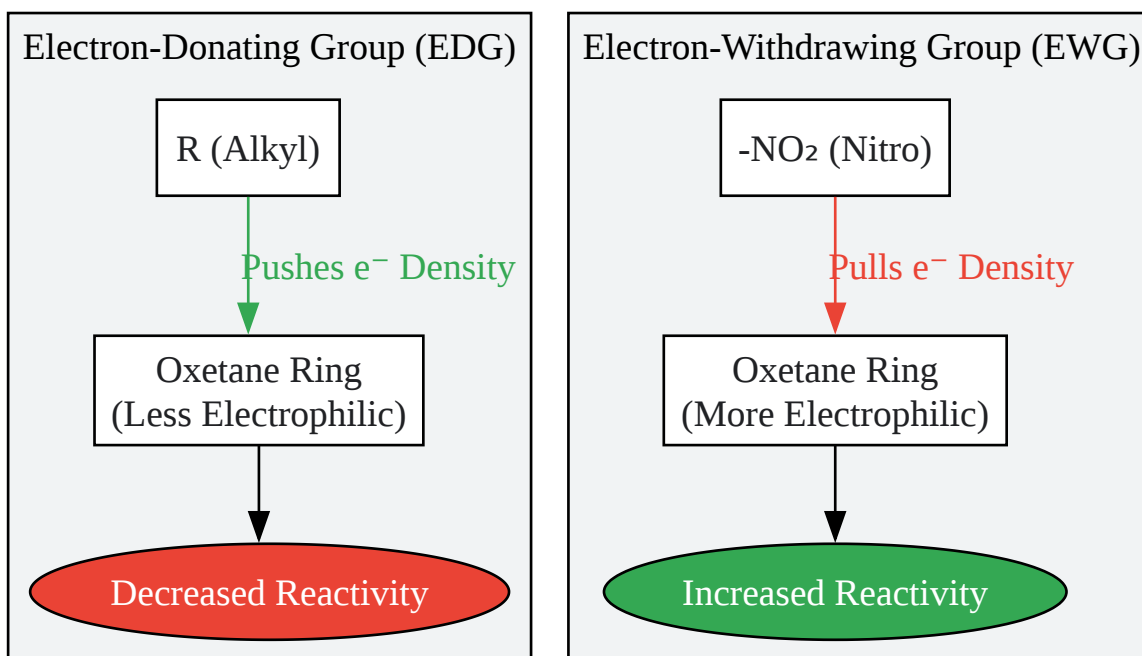 Electron-Donating Group (EDG)
R (Alkyl)
Pushes e⁻ Density
Oxetane Ring
(Less Electrophilic)
Decreased Reactivity
Electron-Withdrawing Group (EWG)
-NO₂ (Nitro)
Pulls e⁻ Density
Oxetane Ring
(More Electrophilic)
Increased Reactivity